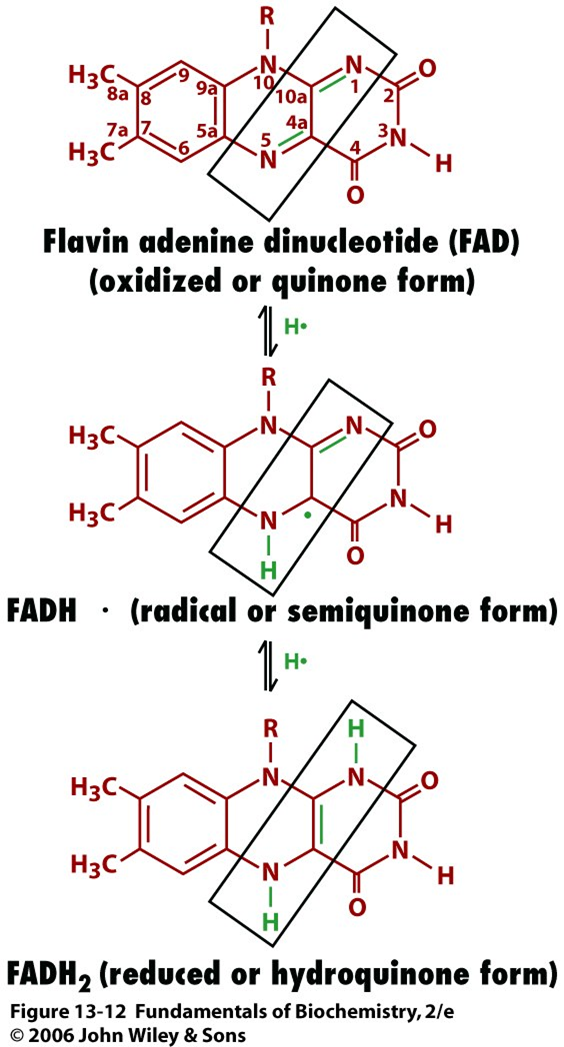 R
H₃C 8a 8 9 9a N 10 10a N 1 2 O
H₃C 7a 7 6 5a 5 N 4a 4 3 N H
O
Flavin adenine dinucleotide (FAD)
(oxidized or quinone form)
H•
R
H₃C N N O
H₃C N • N H
H O
FADH · (radical or semiquinone form)
H•
R H
H₃C N N O
H₃C N N H
H O
FADH₂ (reduced or hydroquinone form)
Figure 13-12 Fundamentals of Biochemistry, 2/e
© 2006 John Wiley & Sons